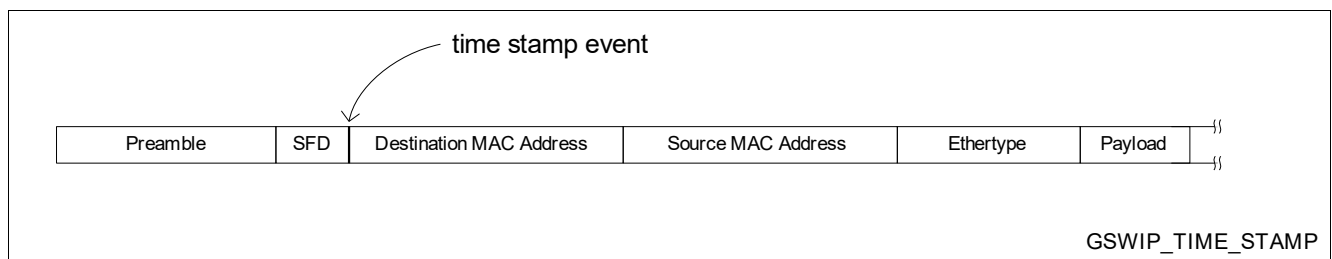 time stamp event
Preamble SFD Destination MAC Address Source MAC Address Ethertype Payload
GSWIP_TIME_STAMP